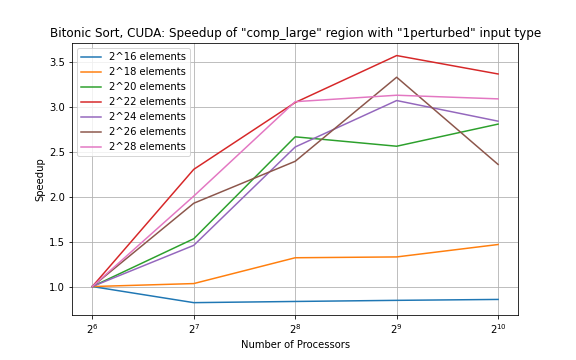 Bitonic Sort, CUDA: Speedup of "comp_large" region with "1perturbed" input type
2^16 elements
2^18 elements
2^20 elements
2^22 elements
2^24 elements
2^26 elements
2^28 elements
3.5
3.0
2.5
2.0
1.5
1.0
Speedup
2^6 2^7 2^8 2^9 2^10
Number of Processors